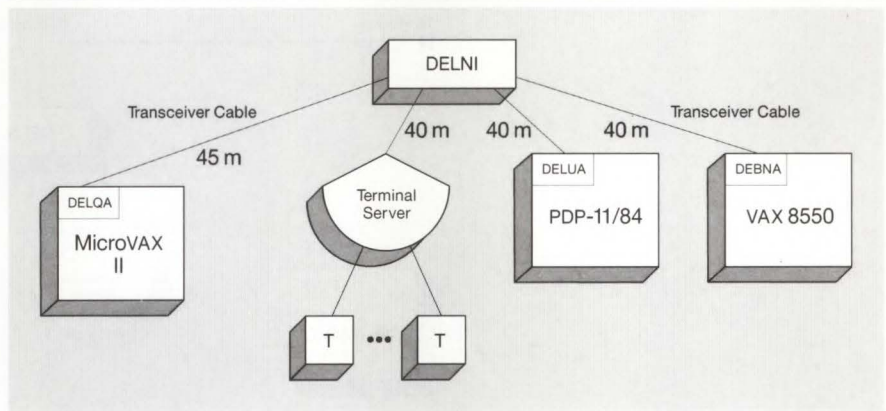 DELNI
Transceiver Cable
Transceiver Cable
45 m
40 m
40 m
40 m
DELQA
MicroVAX
II
Terminal
Server
DELUA
PDP-11/84
DEBNA
VAX 8550
T
•••
T